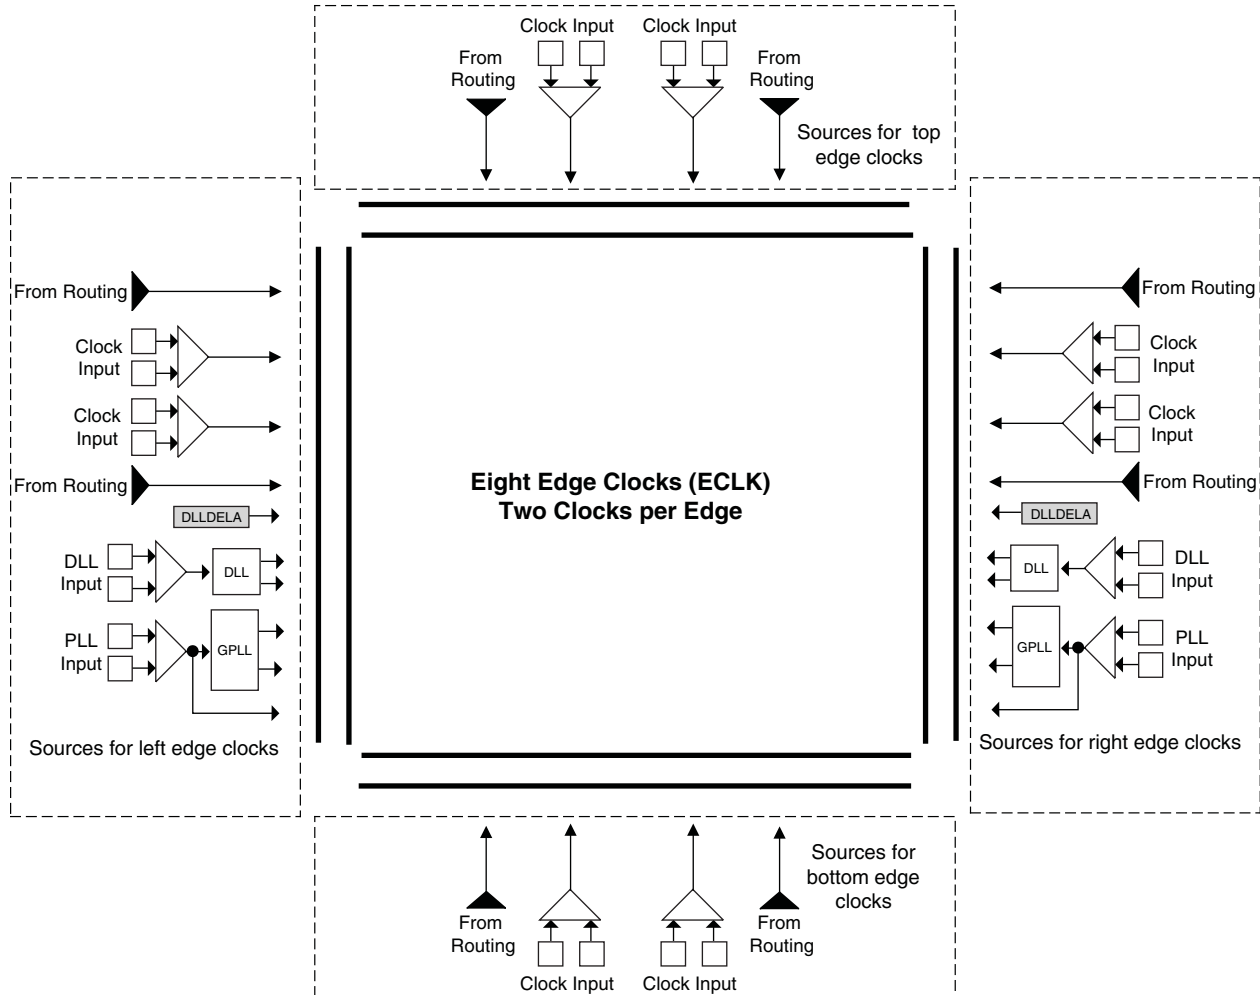 Clock Input
Clock Input
From
Routing
From
Routing
Sources for top
edge clocks
From Routing
Clock
Input
Clock
Input
From Routing
DLLDELA
DLL
Input
DLL
PLL
Input
GPLL
Sources for left edge clocks
Eight Edge Clocks (ECLK)
Two Clocks per Edge
From Routing
Clock
Input
Clock
Input
From Routing
DLLDELA
DLL
DLL
Input
GPLL
PLL
Input
Sources for right edge clocks
Sources for
bottom edge
clocks
From
Routing
From
Routing
Clock Input
Clock Input